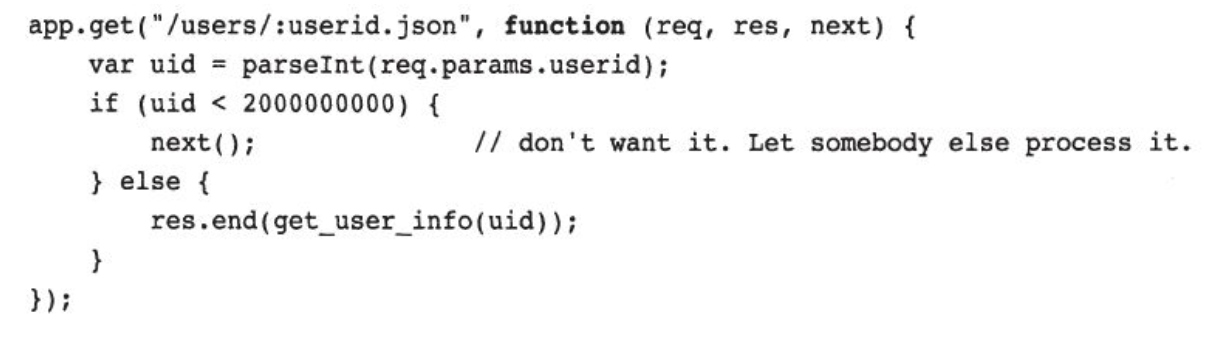 app.get("/users/:userid.json", function (req, res, next) {
    var uid = parseInt(req.params.userid);
    if (uid < 2000000000) {
        next();              // don't want it. Let somebody else process it.
    } else {
        res.end(get_user_info(uid));
    }
});